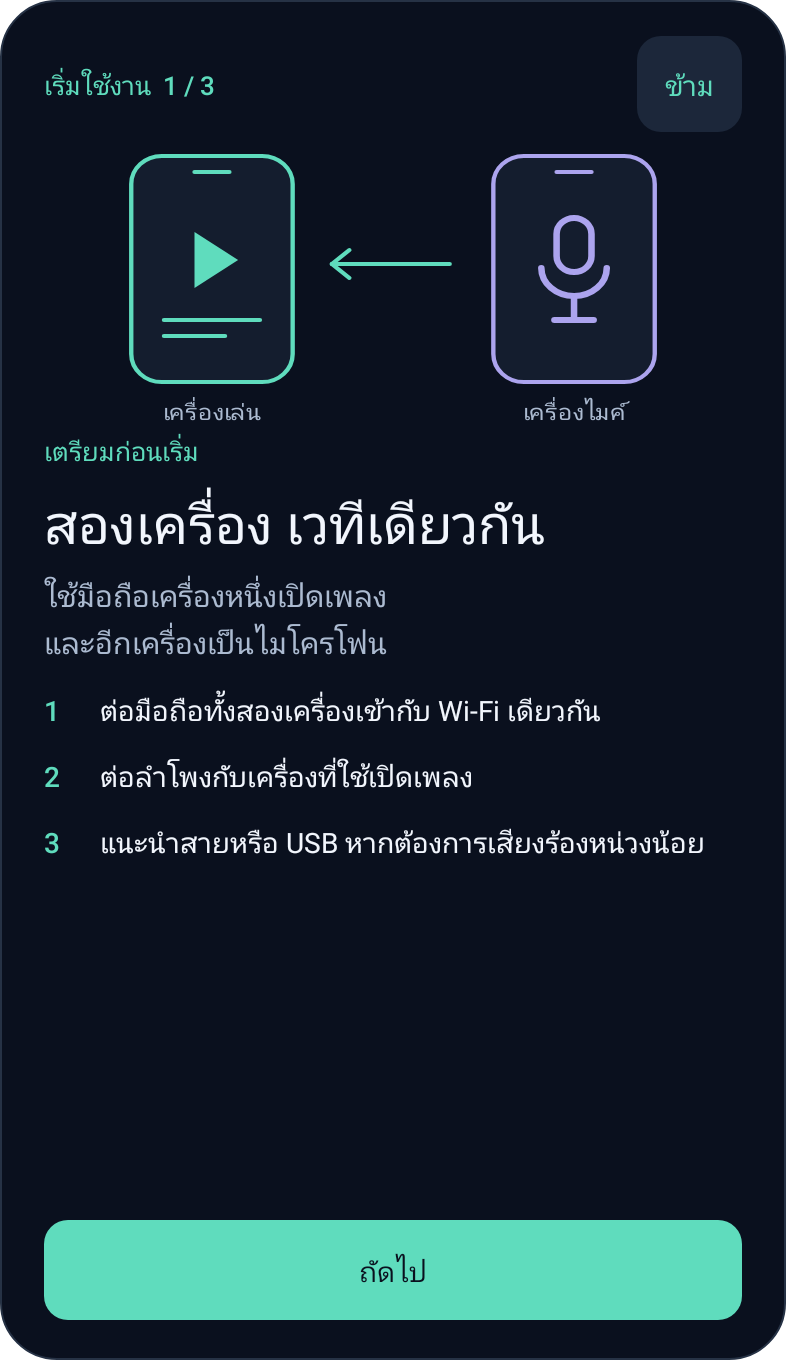 เริ่มใช้งาน 1 / 3
ข้าม
เครื่องเล่น
เครื่องไมค์
เตรียมก่อนเริ่ม
สองเครื่อง เวทีเดียวกัน
ใช้มือถือเครื่องหนึ่งเปิดเพลง
และอีกเครื่องเป็นไมโครโฟน
1 ต่อมือถือทั้งสองเครื่องเข้ากับ Wi-Fi เดียวกัน
2 ต่อลำโพงกับเครื่องที่ใช้เปิดเพลง
3 แนะนำสายหรือ USB หากต้องการเสียงร้องหน่วงน้อย
ถัดไป